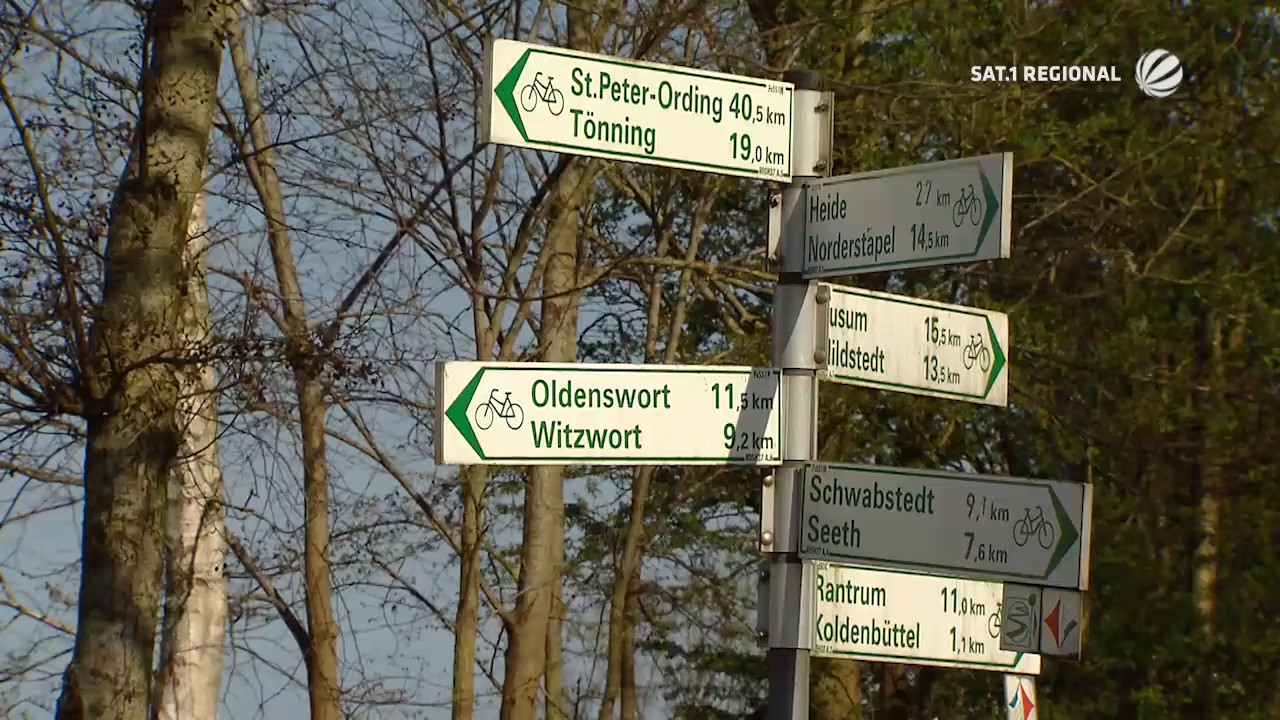 SAT.1 REGIONAL
St.Peter-Ording 40,5 km
Tönning 19,0 km
Heide 27 km
Norderstapel 14,5 km
usum 15,5 km
ildstedt 13,5 km
Oldenswort 11,5 km
Witzwort 9,2 km
Schwabstedt 9,1 km
Seeth 7,6 km
Rantrum 11,0 km
Koldenbüttel 1,1 km